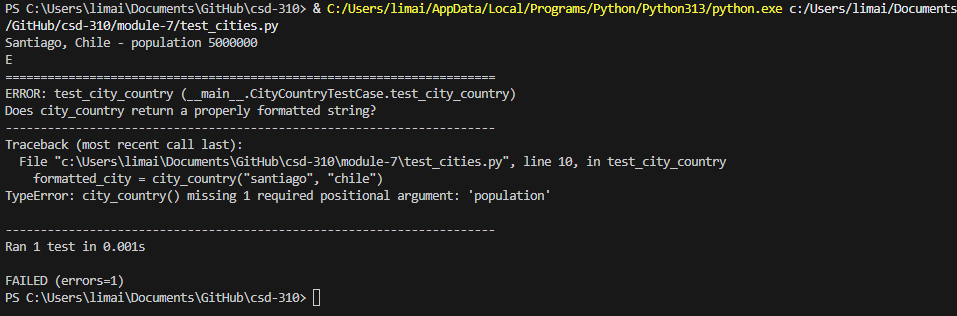 PS C:\Users\limai\Documents\GitHub\csd-310> & C:/Users/limai/AppData/Local/Programs/Python/Python313/python.exe c:/Users/limai/Documents
/GitHub/csd-310/module-7/test_cities.py
Santiago, Chile - population 5000000
E
======================================================================
ERROR: test_city_country (__main__.CityCountryTestCase.test_city_country)
Does city_country return a properly formatted string?
----------------------------------------------------------------------
Traceback (most recent call last):
  File "c:\Users\limai\Documents\GitHub\csd-310\module-7\test_cities.py", line 10, in test_city_country
    formatted_city = city_country("santiago", "chile")
TypeError: city_country() missing 1 required positional argument: 'population'
----------------------------------------------------------------------
Ran 1 test in 0.001s
FAILED (errors=1)
PS C:\Users\limai\Documents\GitHub\csd-310>